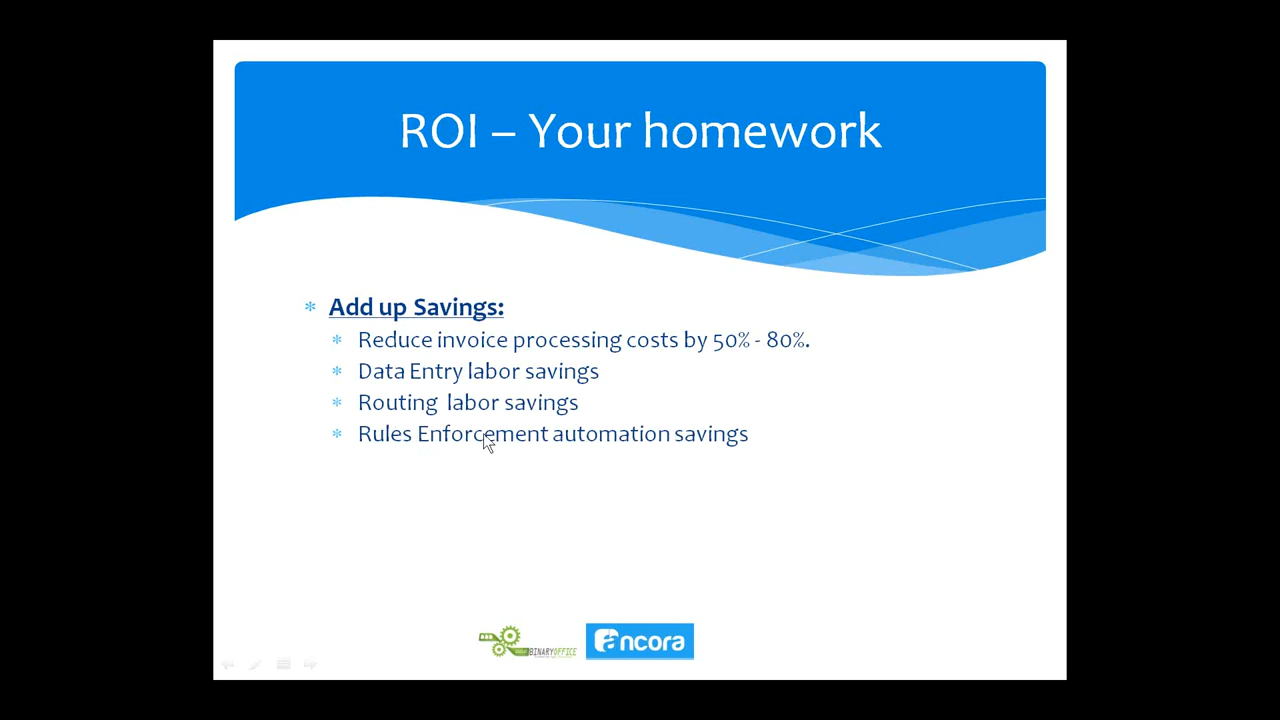 ROI – Your homework
Add up Savings:
Reduce invoice processing costs by 50% - 80%.
Data Entry labor savings
Routing labor savings
Rules Enforcement automation savings
BINARYOFFICE
ancora